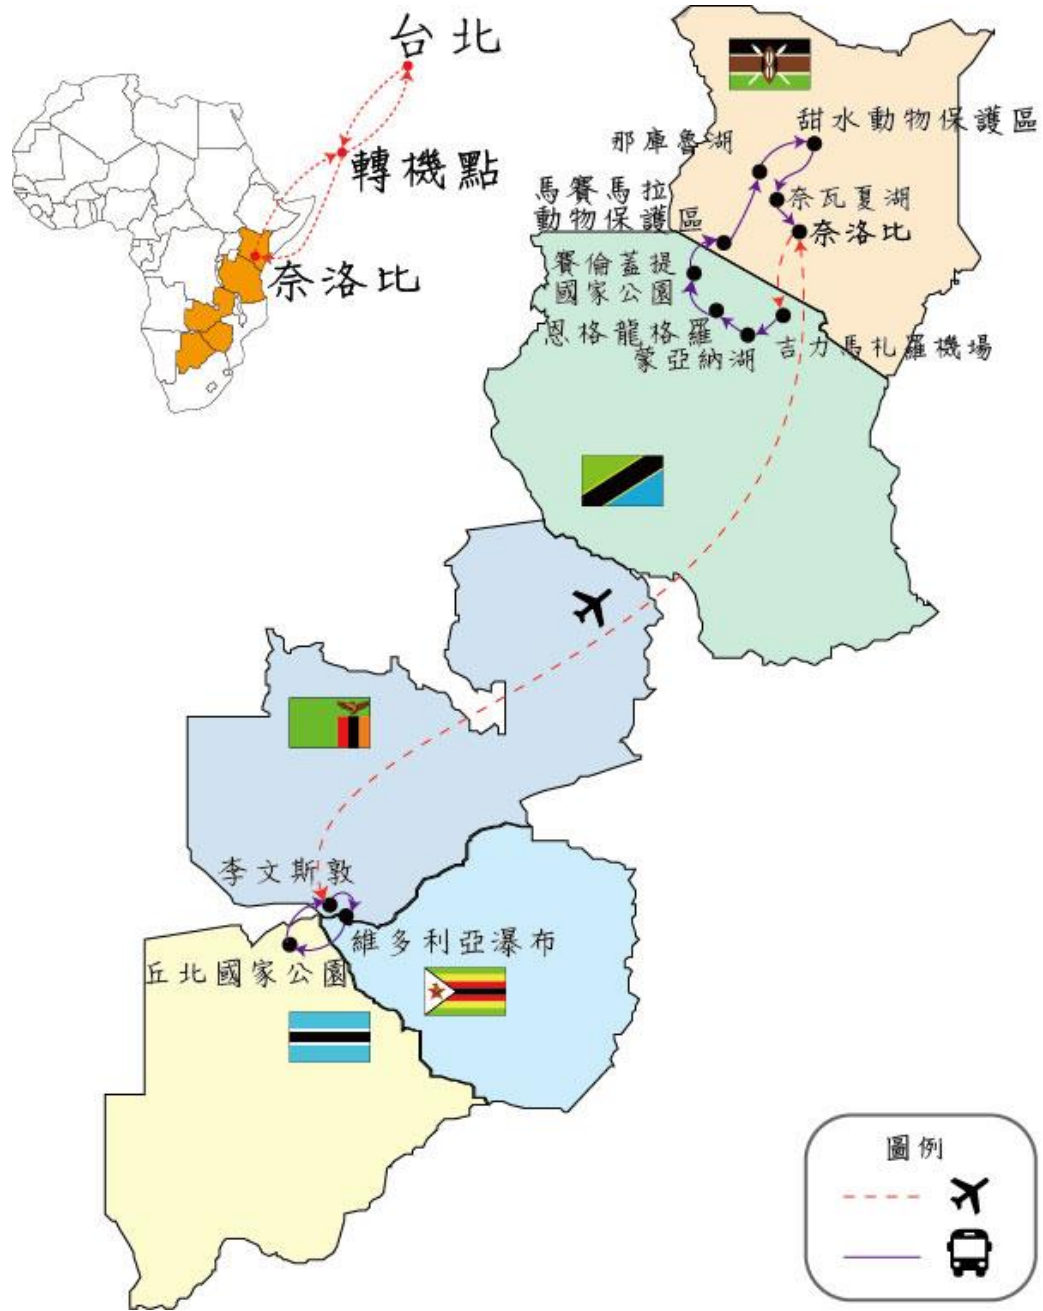 台北
轉機點
奈洛比
甜水動物保護區
那庫魯湖
馬賽馬拉
動物保護區
奈瓦夏湖
奈洛比
賽倫蓋提
國家公園
恩格龍格羅
蒙亞納湖
吉力馬札羅機場
李文斯敦
維多利亞瀑布
丘北國家公園
圖例